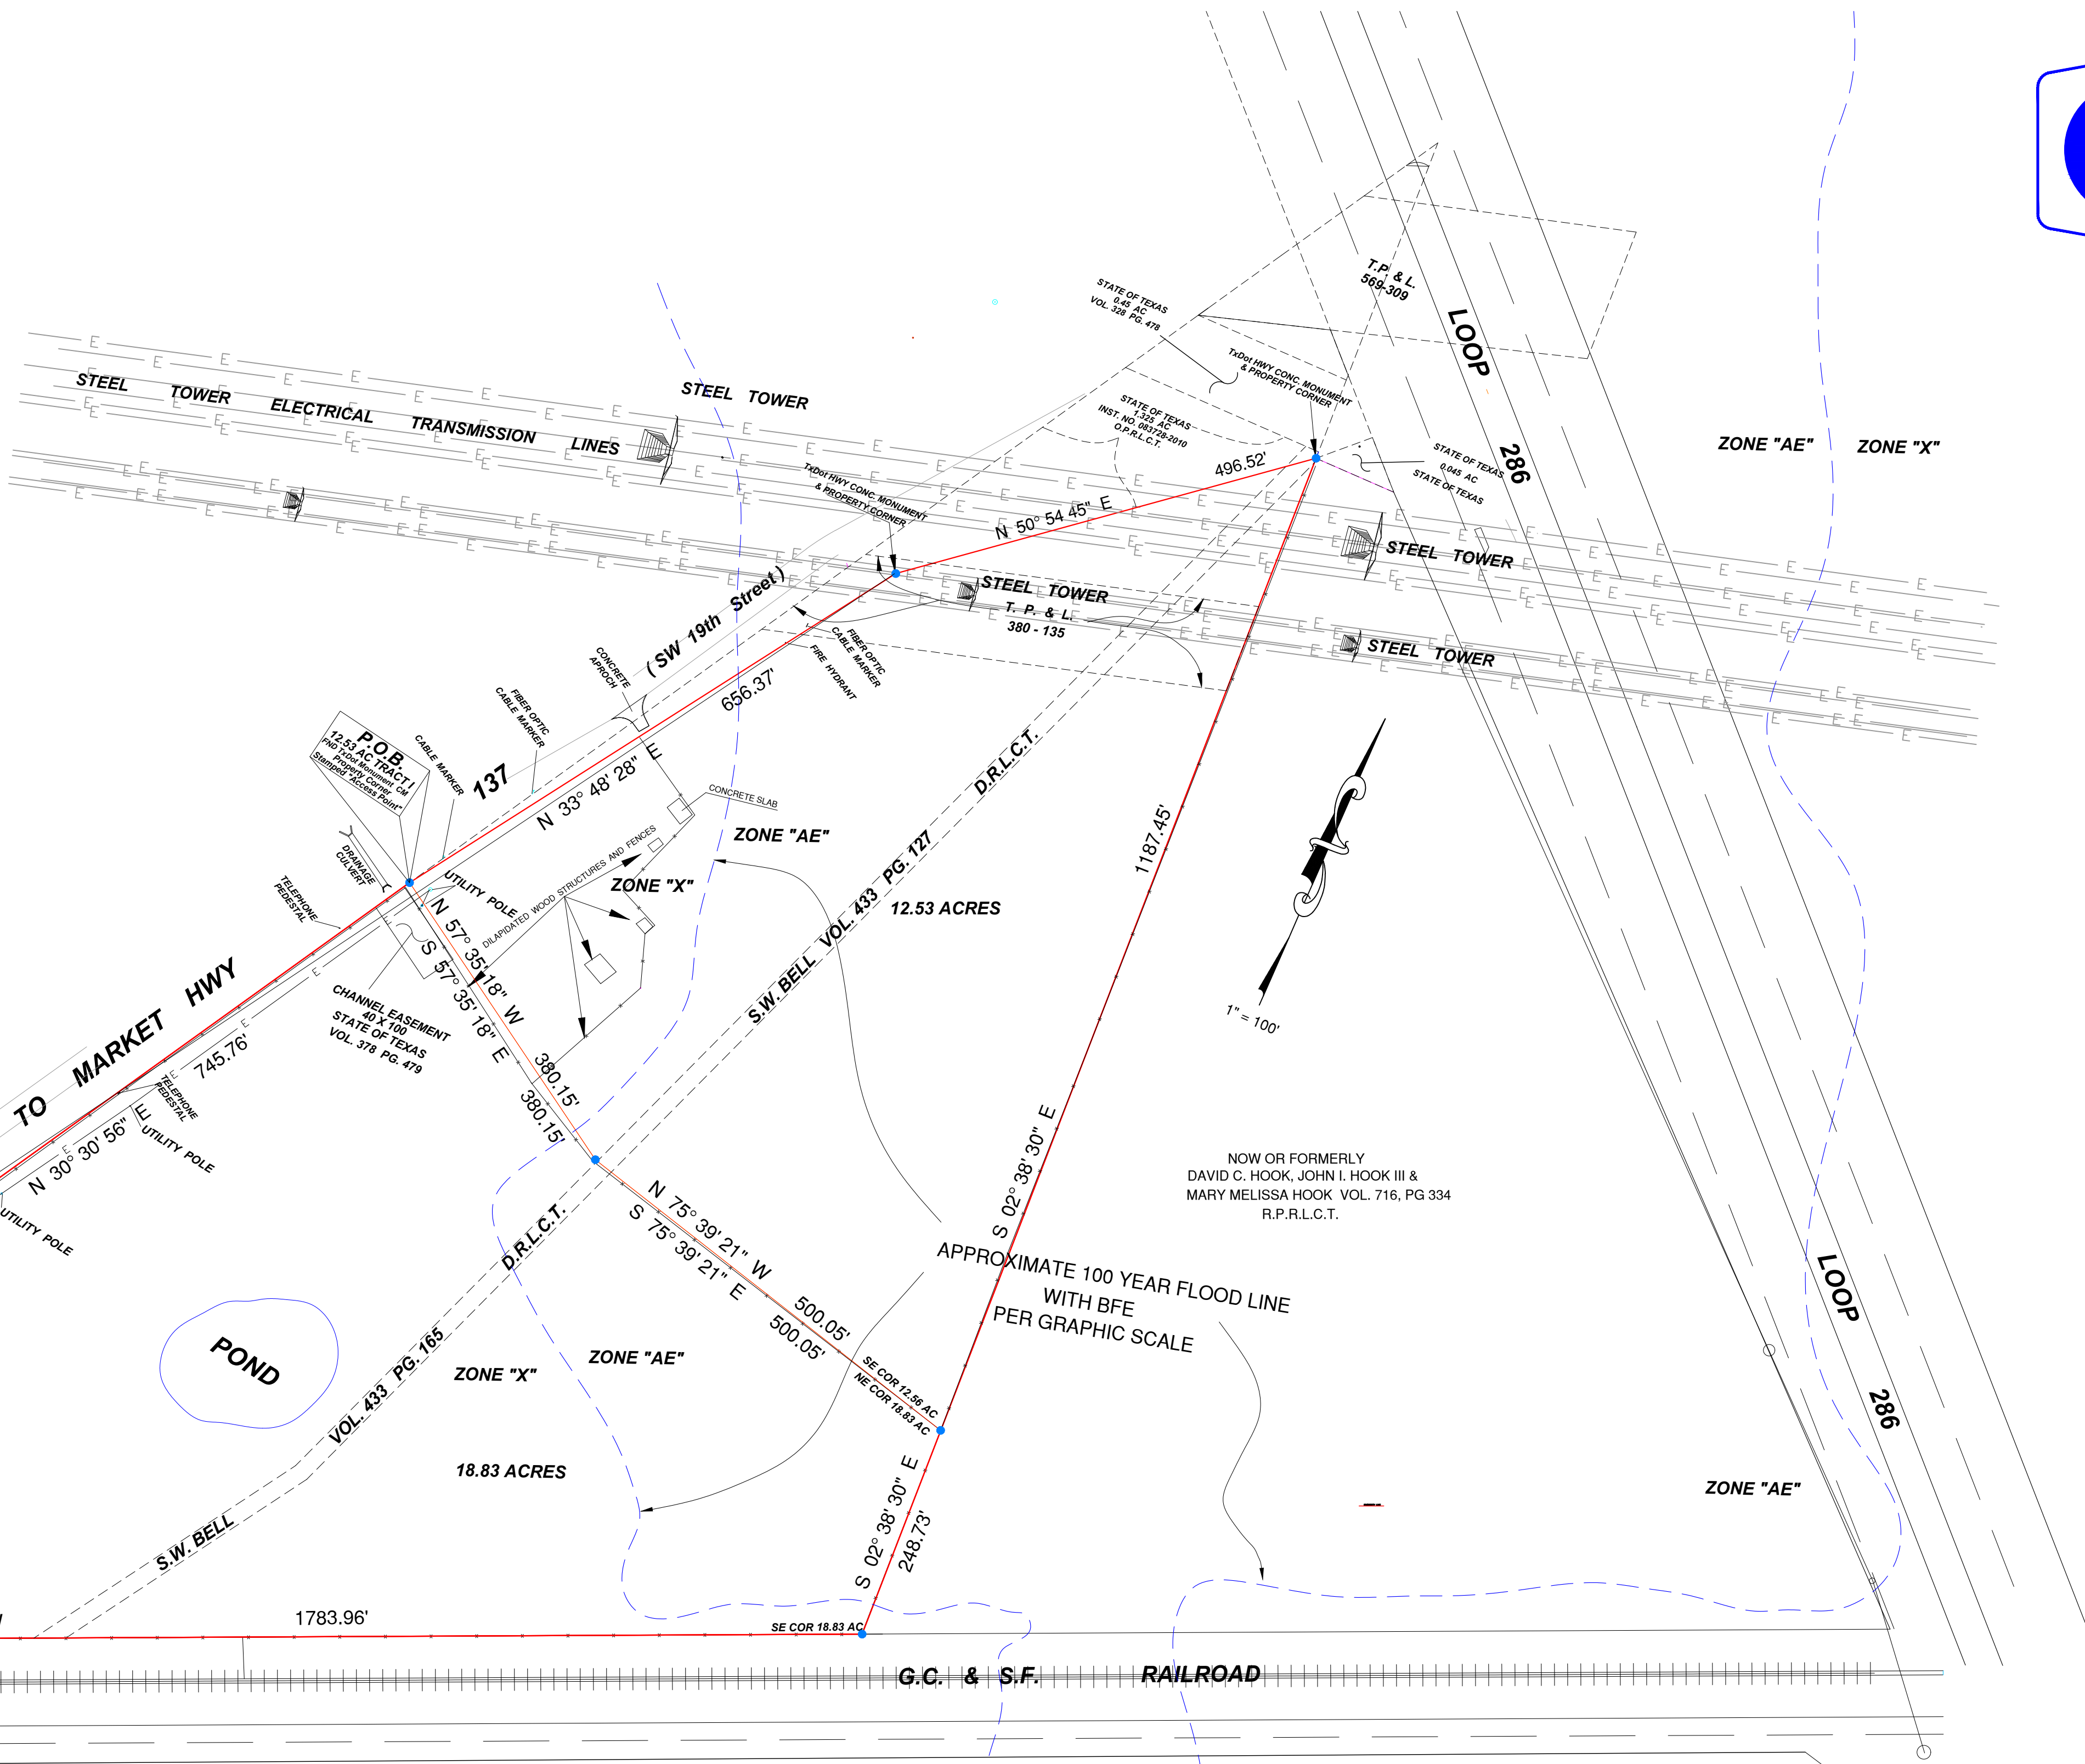 T.P. & L.
569-309
STATE OF TEXAS
0.45 AC
VOL. 328 PG. 478
LOOP
286
TxDot HWY CONC. MONUMENT
& PROPERTY CORNER
STEEL TOWER ELECTRICAL TRANSMISSION LINES
STEEL TOWER
STATE OF TEXAS
1.325 AC
INST. NO. 083728-2010
O.P.R.L.C.T.
ZONE "AE"
ZONE "X"
STATE OF TEXAS
0.045 AC
STATE OF TEXAS
496.52'
N 50° 54 45" E
TxDot HWY CONC. MONUMENT
& PROPERTY CORNER
STEEL TOWER
STEEL TOWER
T. P. & L.
380 - 135
STEEL TOWER
( SW 19th Street )
FIBER OPTIC
CABLE MARKER
FIRE HYDRANT
CONCRETE
APROCH
656.37'
FIBER OPTIC
CABLE MARKER
P.O.B.
12.53 AC TRACT I
FND TxDot Monument CM
Property Corner
Stamped "Access Point"
CABLE MARKER
137
N 33° 48' 28" E
CONCRETE SLAB
D.R.L.C.T.
ZONE "AE"
1187.45'
DILAPIDATED WOOD STRUCTURES AND FENCES
DRAINAGE
CULVERT
ZONE "X"
UTILITY POLE
TELEPHONE
PEDESTAL
VOL. 433 PG. 127
12.53 ACRES
N 57° 35' 18" W
S 57° 35' 18" E
TO MARKET HWY
CHANNEL EASEMENT
40 X 100
STATE OF TEXAS
VOL. 378 PG. 479
S.W. BELL
1" = 100'
745.76'
380.15'
380.15'
TELEPHONE
PEDESTAL
N 30° 30' 56" E
UTILITY POLE
UTILITY POLE
S 02° 38' 30" E
NOW OR FORMERLY
DAVID C. HOOK, JOHN I. HOOK III &
MARY MELISSA HOOK VOL. 716, PG 334
R.P.R.L.C.T.
N 75° 39' 21" W
S 75° 39' 21" E
D.R.L.C.T.
APPROXIMATE 100 YEAR FLOOD LINE
WITH BFE
PER GRAPHIC SCALE
LOOP
500.05'
500.05'
POND
VOL. 433 PG. 165
ZONE "X"
ZONE "AE"
SE COR 12.56 AC
NE COR 18.83 AC
286
18.83 ACRES
S 02° 38' 30" E
248.73'
ZONE "AE"
S.W. BELL
1783.96'
SE COR 18.83 AC
G.C. & S.F. RAILROAD